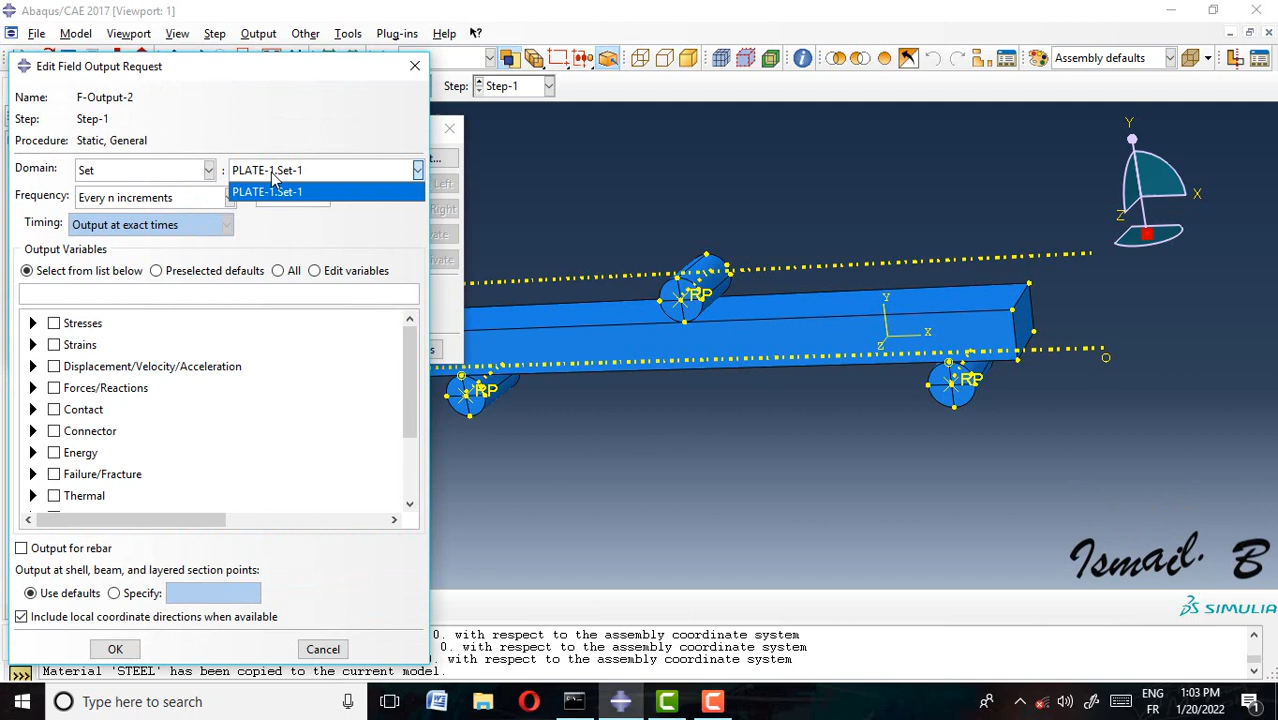 Abaqus/CAE 2017 [Viewport: 1]
File Model Viewport View Step Output Other Tools Plug-ins Help
Assembly defaults
Step: Step-1
Edit Field Output Request
Name: F-Output-2
Step: Step-1
Procedure: Static, General
Domain: Set : PLATE-1.Set-1
PLATE-1.Set-1
Frequency: Every n increments
Timing: Output at exact times
Output Variables
Select from list below Preselected defaults All Edit variables
Stresses
Strains
Displacement/Velocity/Acceleration
Forces/Reactions
Contact
Connector
Energy
Failure/Fracture
Thermal
Output for rebar
Output at shell, beam, and layered section points:
Use defaults Specify:
Include local coordinate directions when available
OK Cancel
...
Left
Right
ate
vate
s
Y
X
Z
RP
Y
X
Z
RP
RP
Ismail. B
SIMULIA
0. with respect to the assembly coordinate system
0. with respect to the assembly coordinate system
0. with respect to the assembly coordinate system
Material 'STEEL' has been copied to the current model.
>>>
Type here to search
ENG
FR
1:03 PM
1/20/2022
1